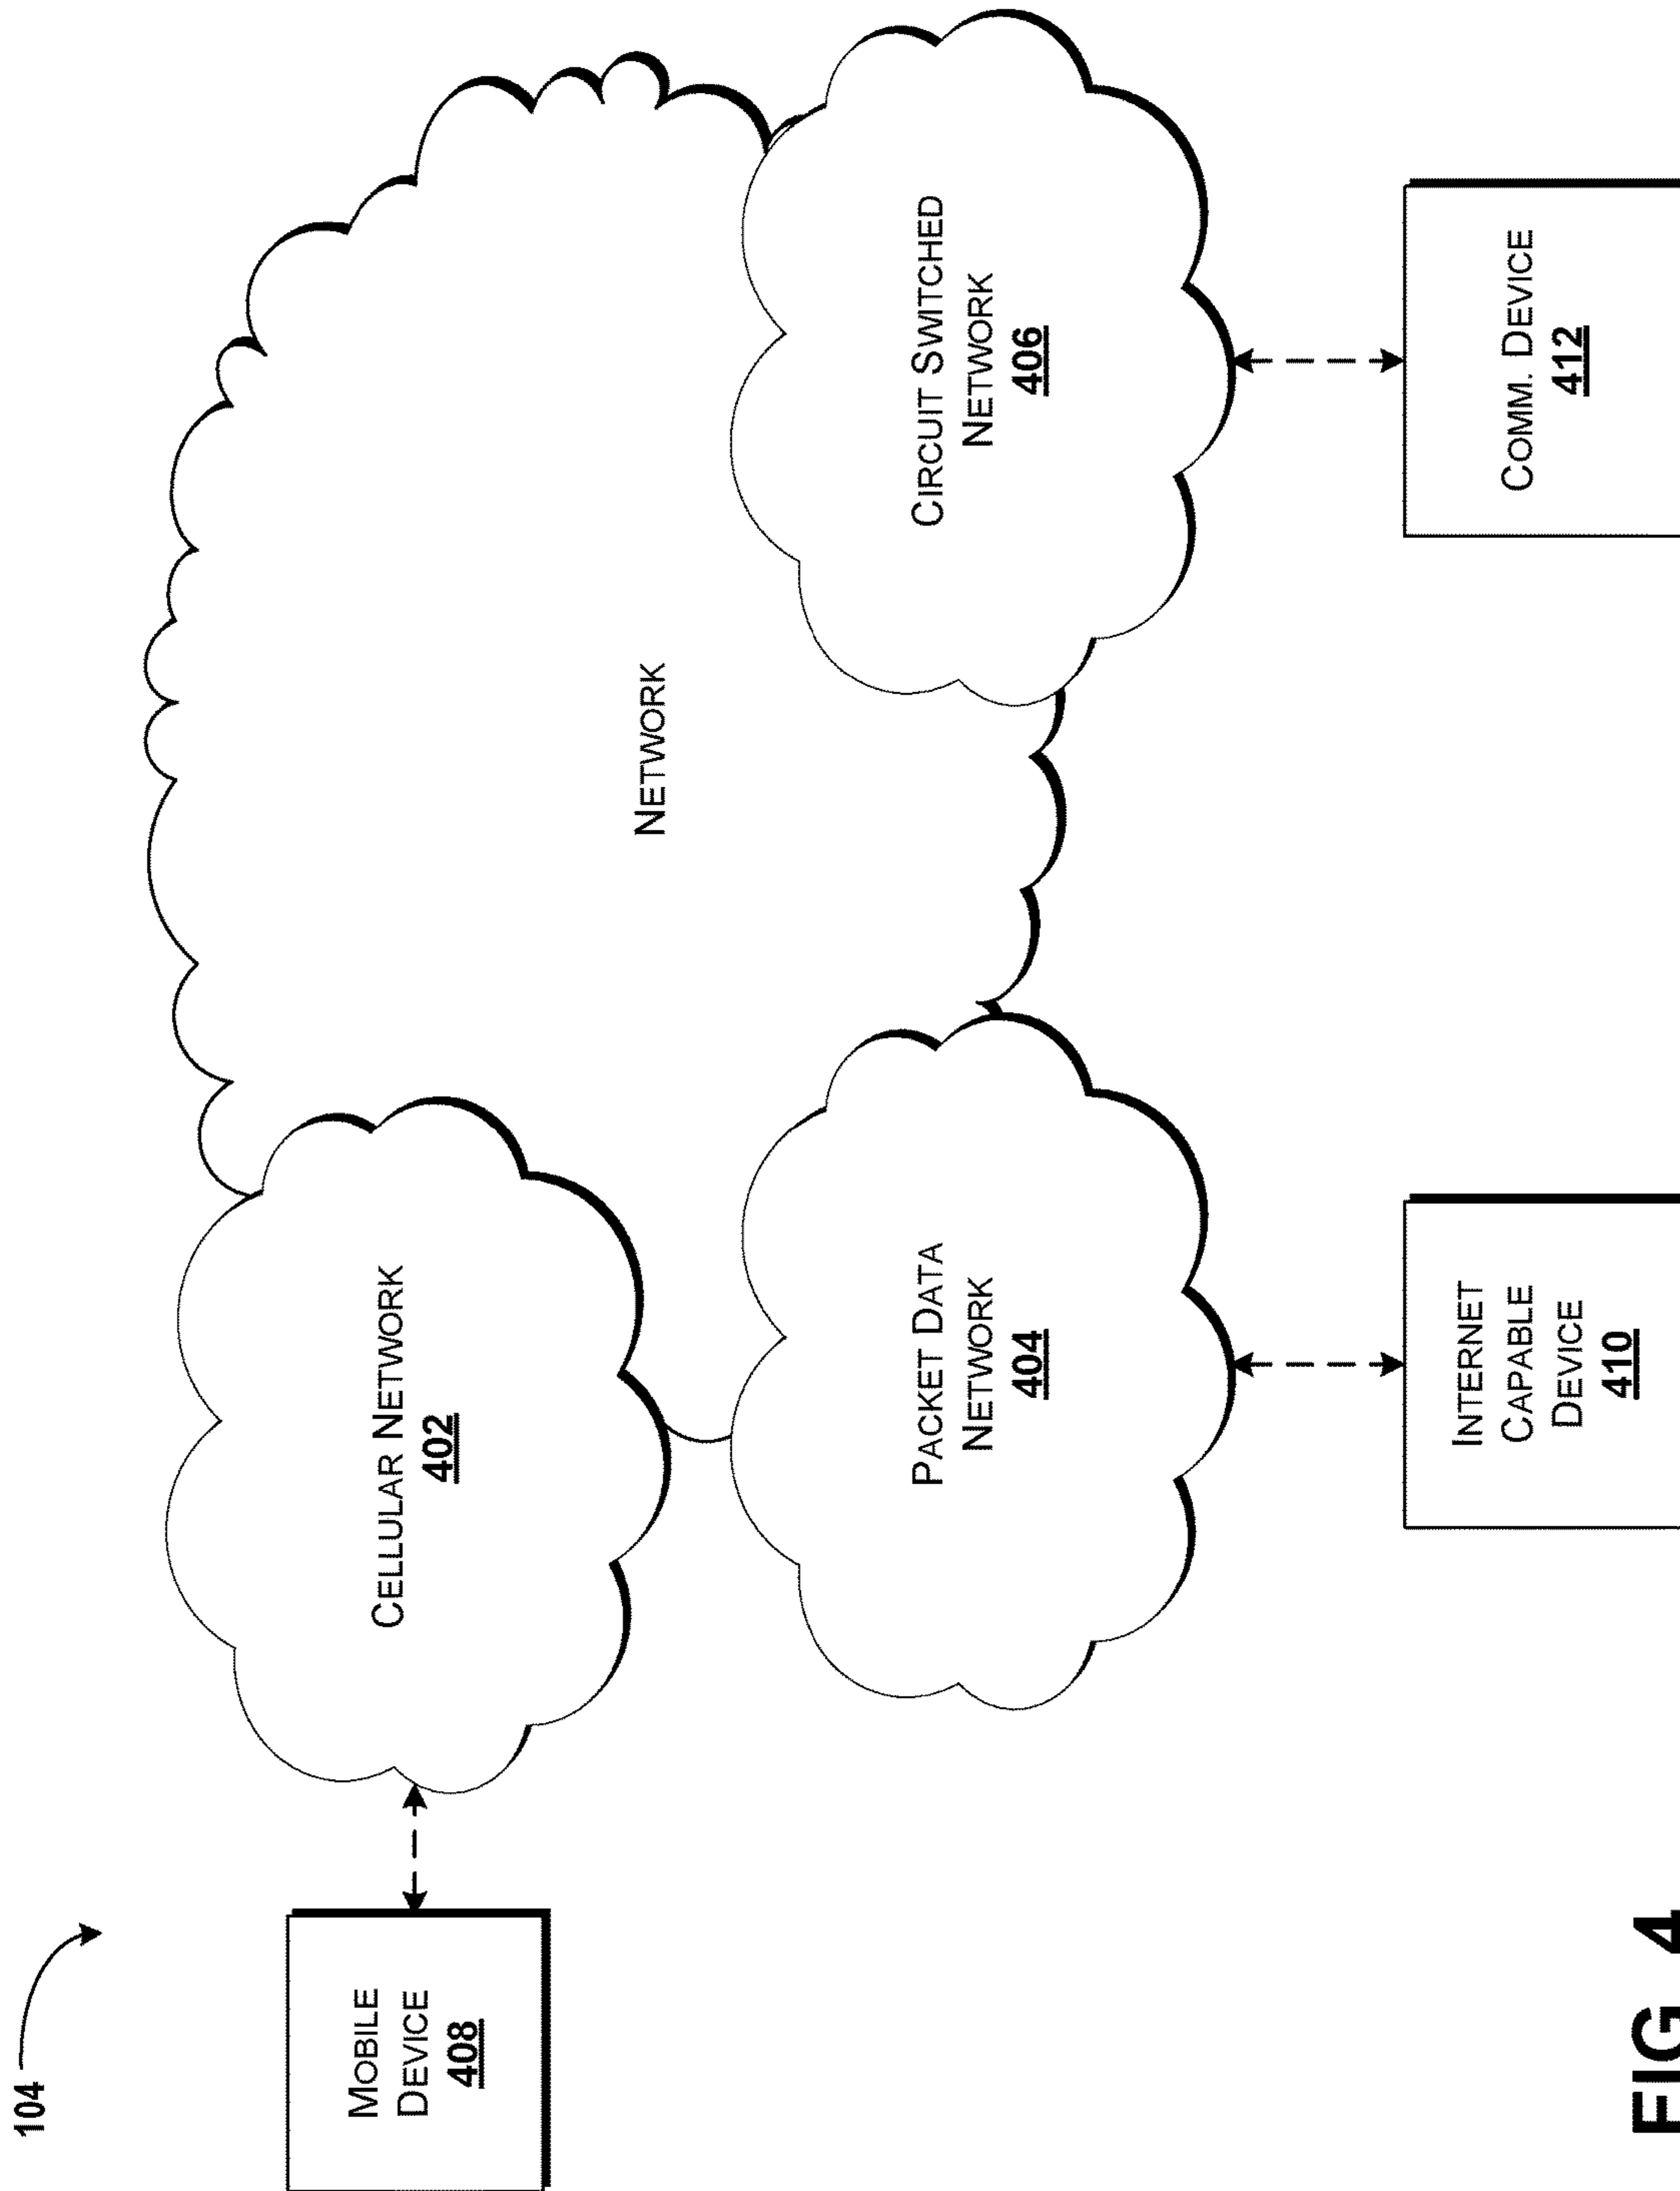 104
MOBILE
DEVICE
408
CELLULAR NETWORK
402
NETWORK
PACKET DATA
NETWORK
404
CIRCUIT SWITCHED
NETWORK
406
INTERNET
CAPABLE
DEVICE
410
COMM. DEVICE
412
FIG. 4